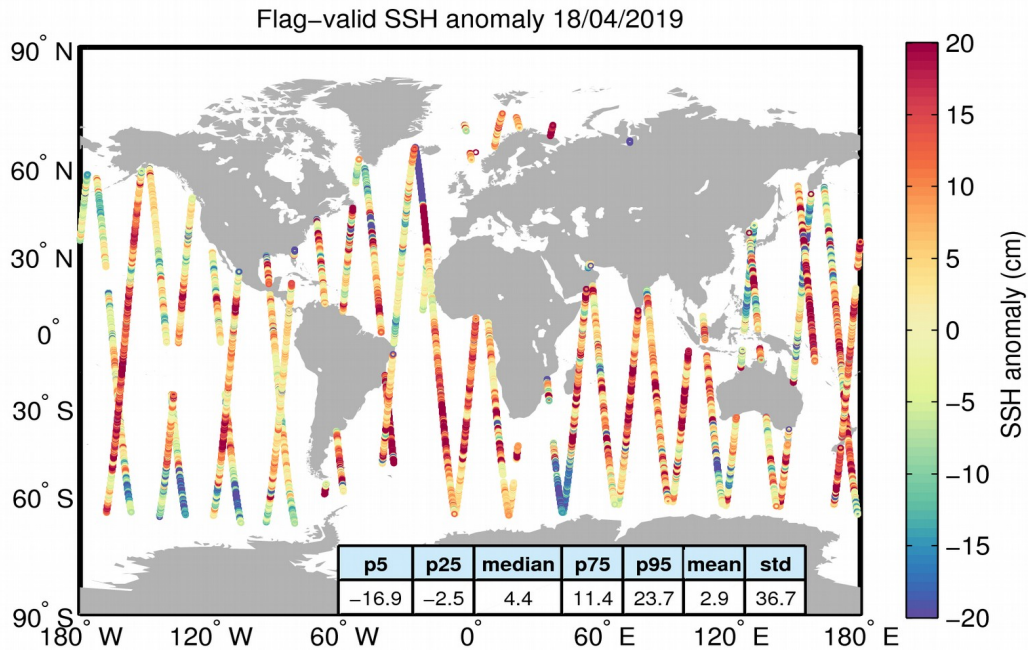 Flag−valid SSH anomaly 18/04/2019
90° N
60° N
30° N
0°
30° S
60° S
90° S
180° W
120° W
60° W
0°
60° E
120° E
180° E
p5 p25 median p75 p95 mean std
−16.9 −2.5 4.4 11.4 23.7 2.9 36.7
20
15
10
5
0
−5
−10
−15
−20
SSH anomaly (cm)